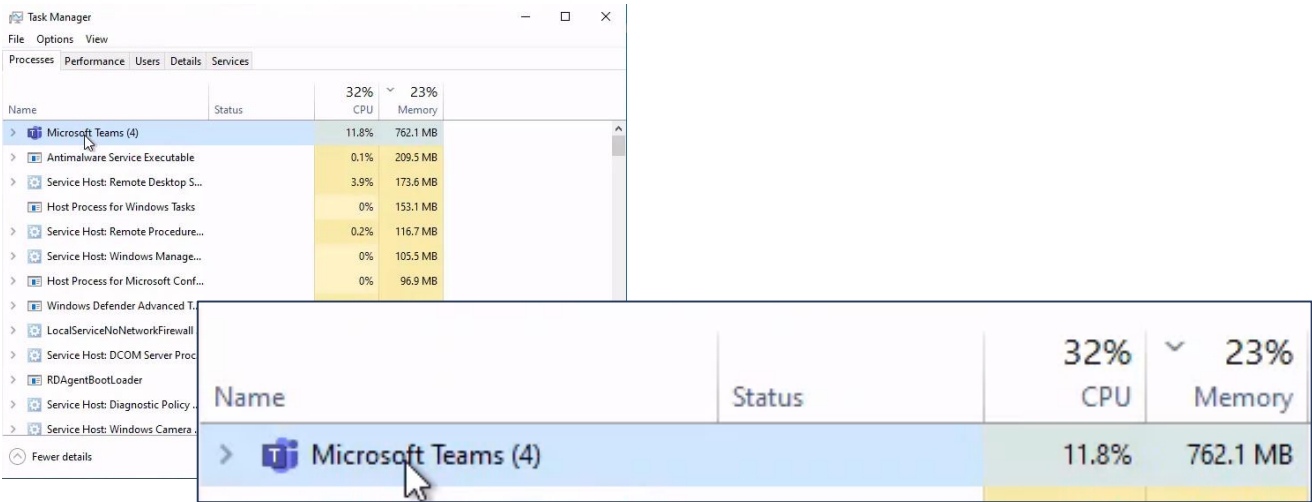 Task Manager
File Options View
Processes Performance Users Details Services
32% 23%
Name Status CPU Memory
Microsoft Teams (4) 11.8% 762.1 MB
Antimalware Service Executable 0.1% 209.5 MB
Service Host: Remote Desktop S... 3.9% 173.6 MB
Host Process for Windows Tasks 0% 153.1 MB
Service Host: Remote Procedure... 0.2% 116.7 MB
Service Host: Windows Manage... 0% 105.5 MB
Host Process for Microsoft Conf... 0% 96.9 MB
Windows Defender Advanced T...
LocalServiceNoNetworkFirewall
Service Host: DCOM Server Proc
RDAgentBootLoader
Service Host: Diagnostic Policy ..
Service Host: Windows Camera .
Fewer details
32% 23%
Name Status CPU Memory
Microsoft Teams (4) 11.8% 762.1 MB